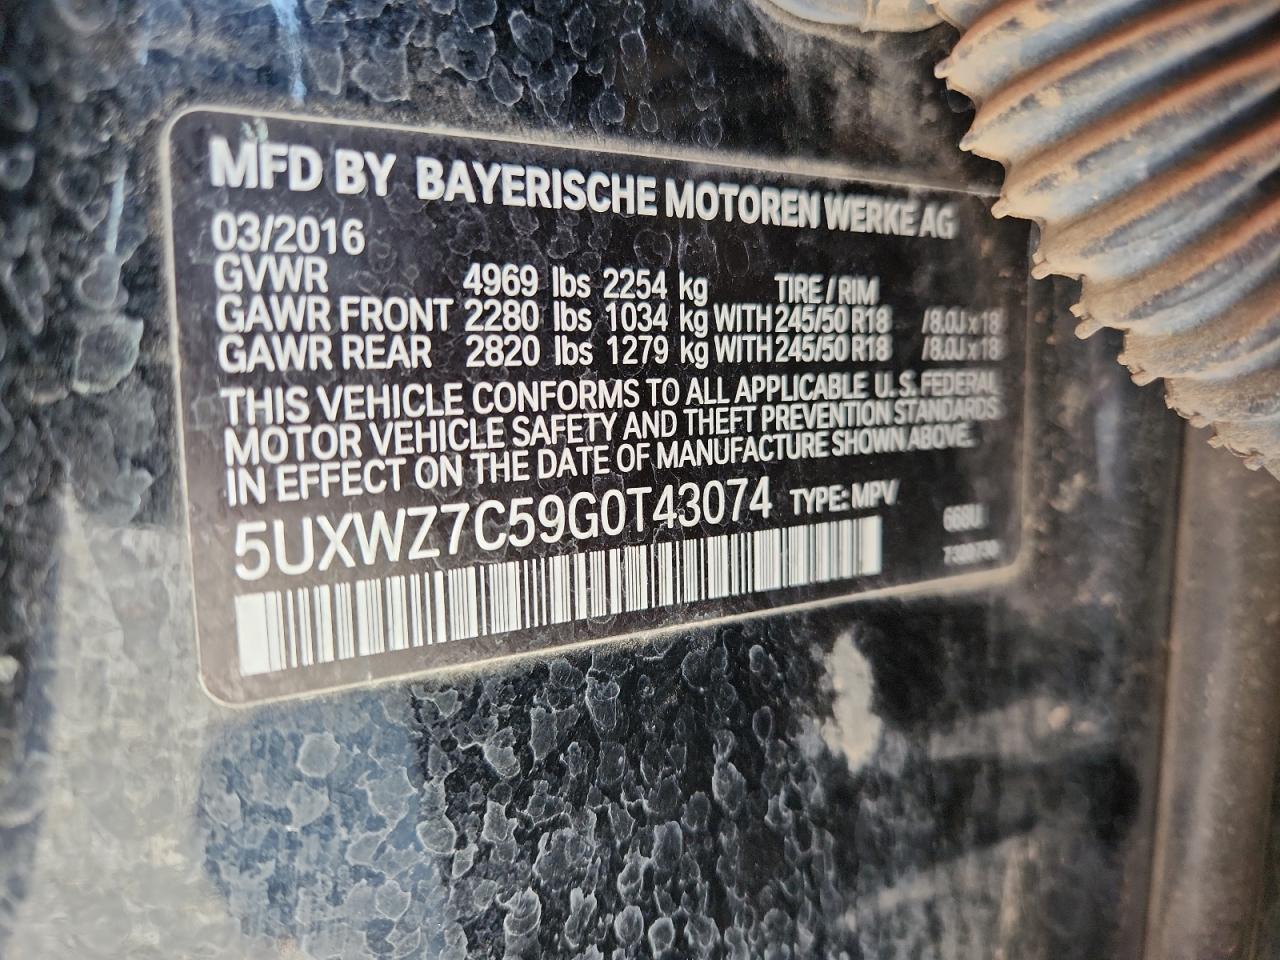 MFD BY BAYERISCHE MOTOREN WERKE AG
03/2016
GVWR 4969 lbs 2254 kg TIRE / RIM
GAWR FRONT 2280 lbs 1034 kg WITH 245/50 R18 /8.0J x 18
GAWR REAR 2820 lbs 1279 kg WITH 245/50 R18 /8.0J x 18
THIS VEHICLE CONFORMS TO ALL APPLICABLE U.S. FEDERAL
MOTOR VEHICLE SAFETY AND THEFT PREVENTION STANDARDS
IN EFFECT ON THE DATE OF MANUFACTURE SHOWN ABOVE.
5UXWZ7C59G0T43074 TYPE: MPV
668U